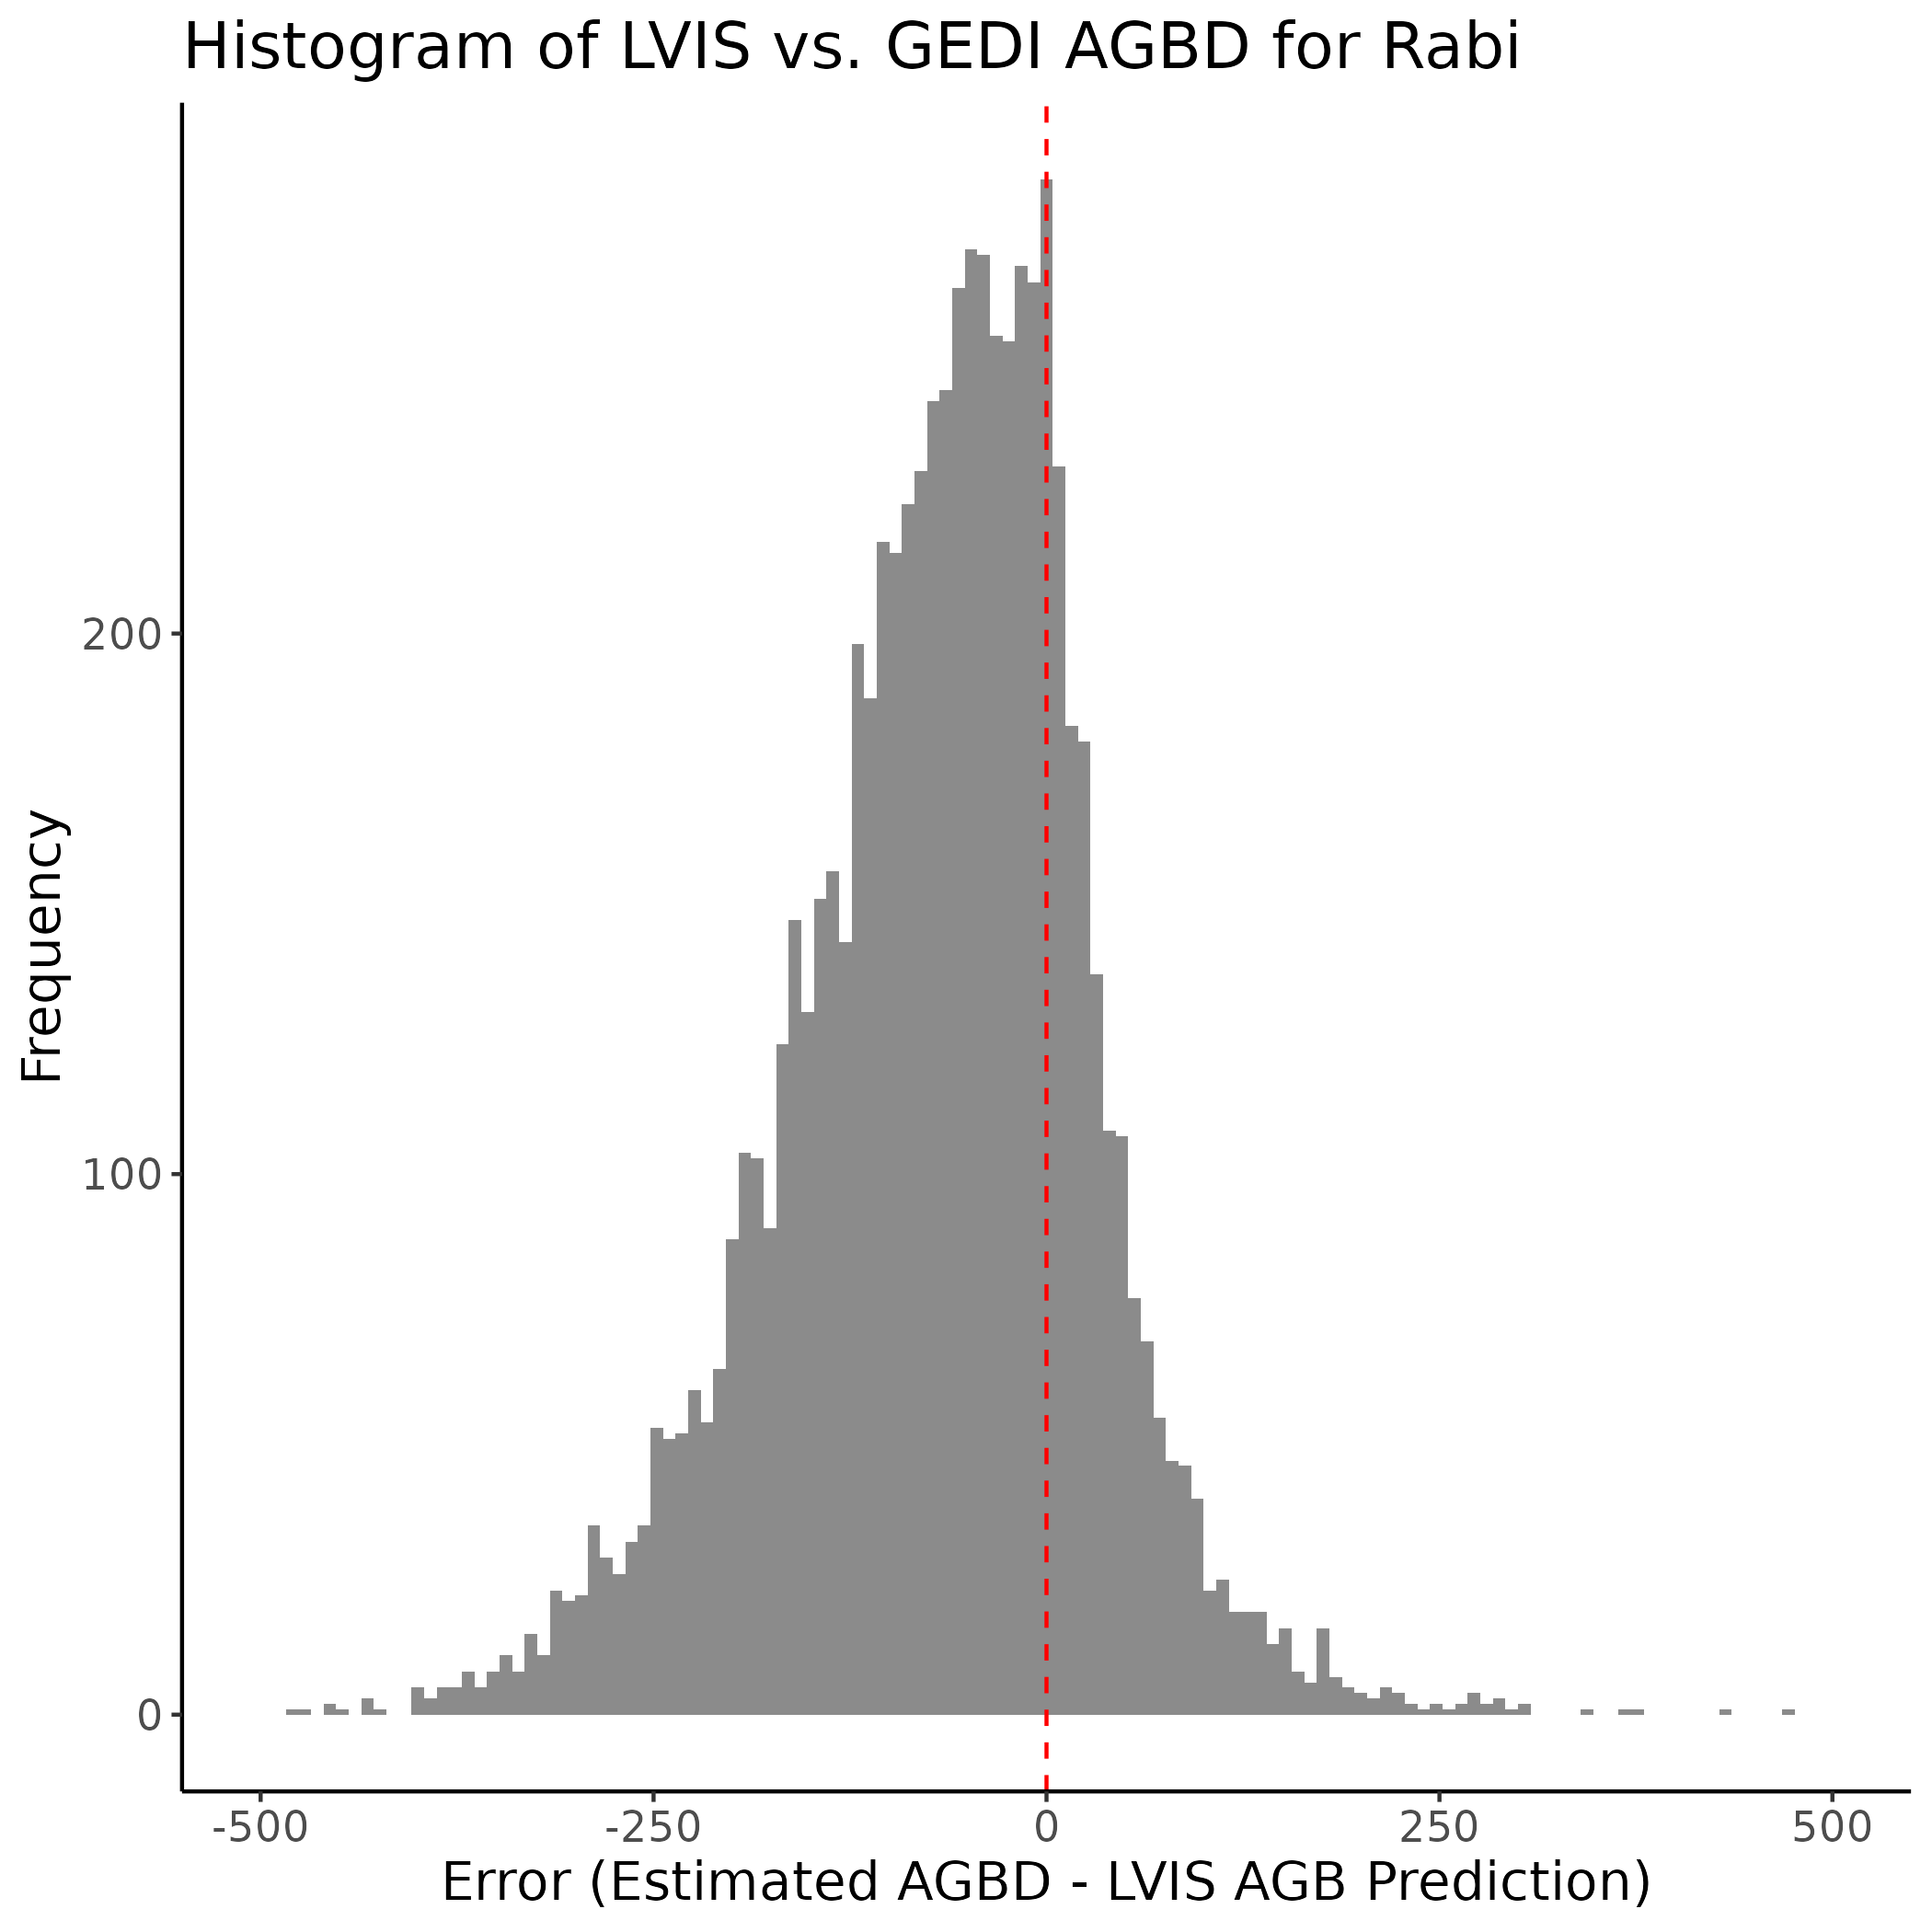 Histogram of LVIS vs. GEDI AGBD for Rabi
Frequency
200
100
0
-500 -250 0 250 500
Error (Estimated AGBD - LVIS AGB Prediction)